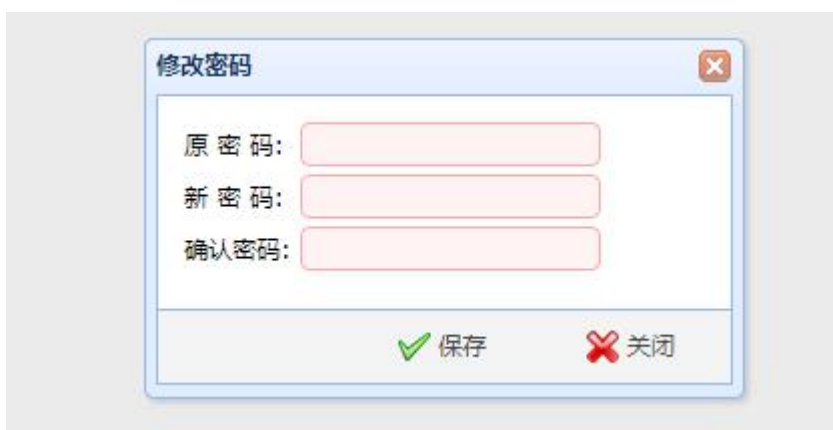 修改密码
原 密 码:
新 密 码:
确认密码:
保存 关闭